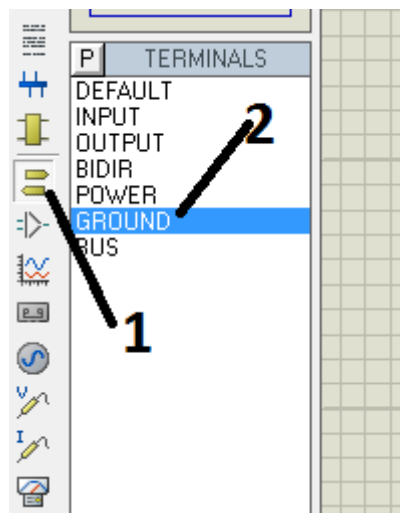 P TERMINALS
DEFAULT
INPUT
OUTPUT
2
BIDIR
POWER
GROUND
BUS
1
V
I